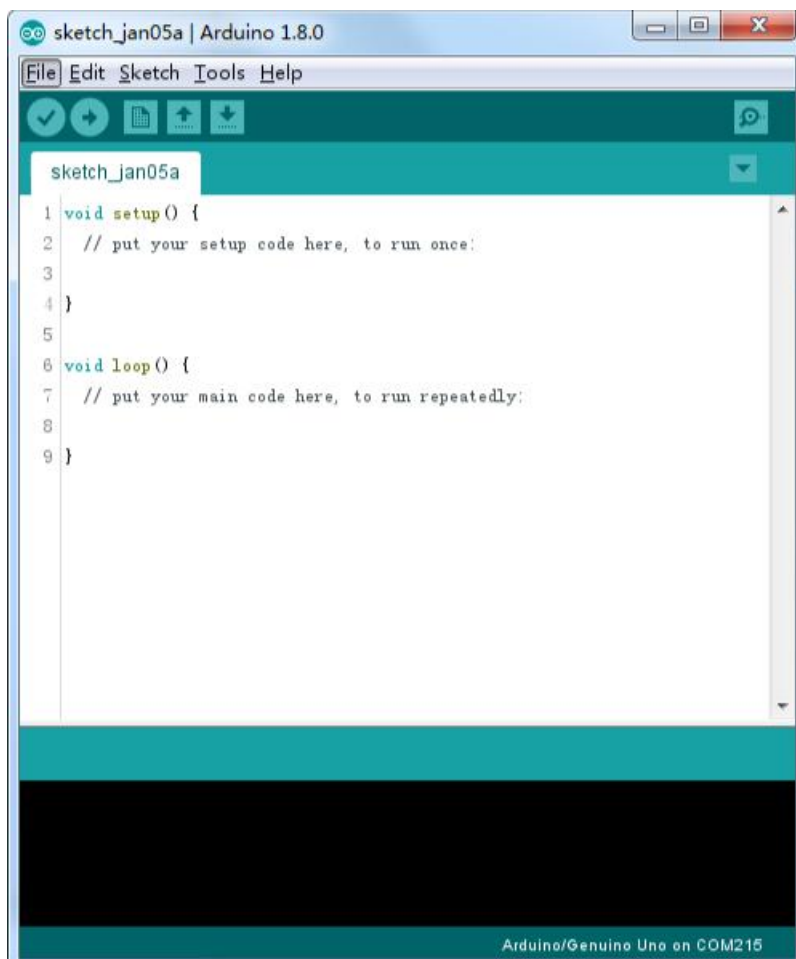 sketch_jan05a | Arduino 1.8.0
File Edit Sketch Tools Help
sketch_jan05a
1 void setup() {
2 // put your setup code here, to run once:
3
4 }
5
6 void loop() {
7 // put your main code here, to run repeatedly:
8
9 }
Arduino/Genuino Uno on COM215